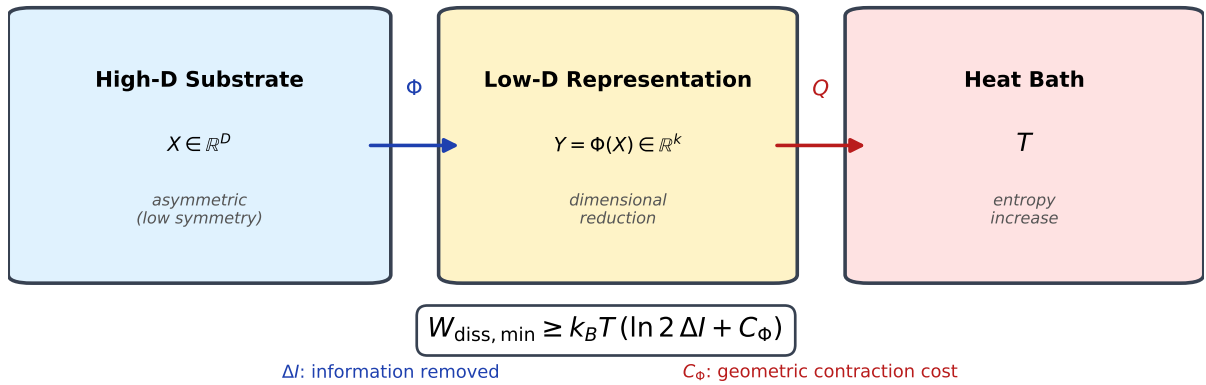 High-D Substrate
X ∈ ℝ^D
asymmetric
(low symmetry)
Φ
Low-D Representation
Y = Φ(X) ∈ ℝ^k
dimensional
reduction
Q
Heat Bath
T
entropy
increase
W_diss, min ≥ k_B T (ln 2 ΔI + C_Φ)
ΔI: information removed
C_Φ: geometric contraction cost